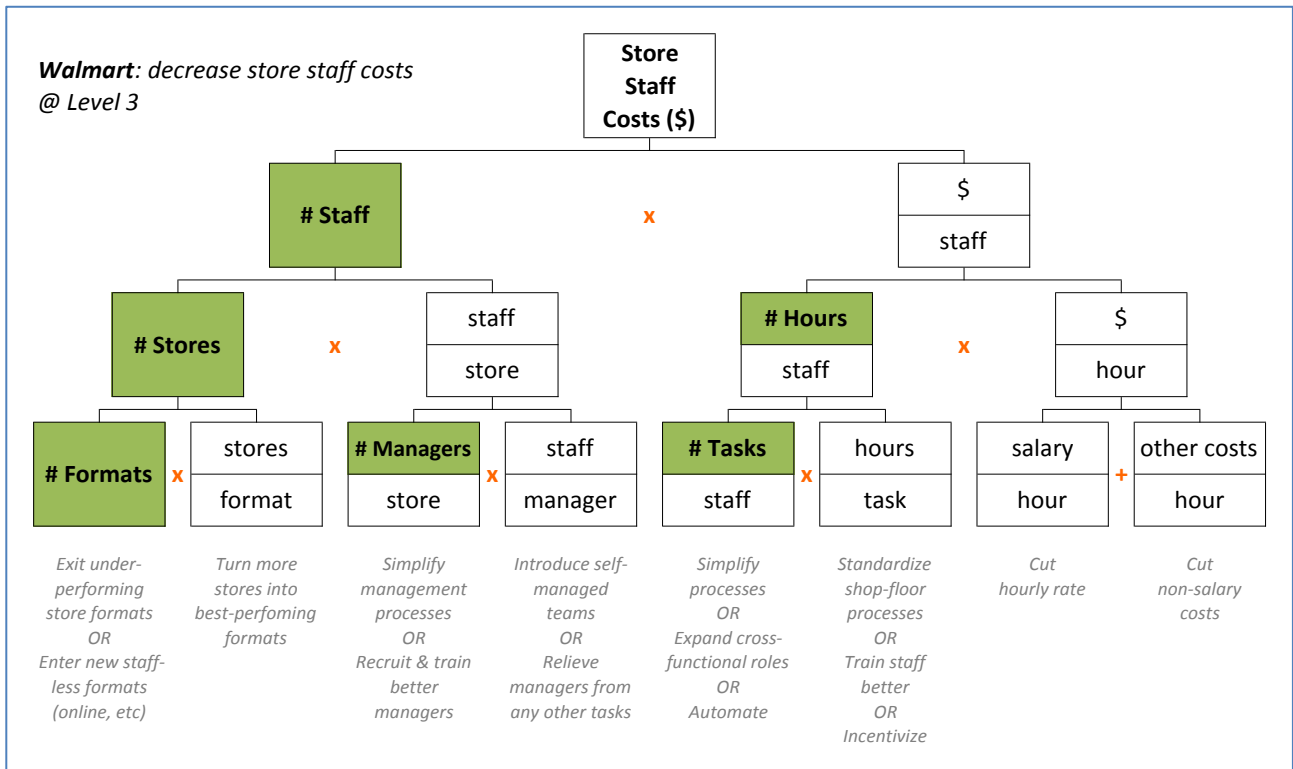 Walmart: decrease store staff costs
@ Level 3
Store
Staff
Costs ($)
# Staff
x
$
staff
# Stores
x
staff
store
# Hours
staff
x
$
hour
# Formats
x
stores
format
# Managers
store
x
staff
manager
# Tasks
staff
x
hours
task
salary
hour
+
other costs
hour
Exit under-
performing
store formats
OR
Enter new staff-
less formats
(online, etc)
Turn more
stores into
best-perfoming
formats
Simplify
management
processes
OR
Recruit & train
better
managers
Introduce self-
managed
teams
OR
Relieve
managers from
any other tasks
Simplify
processes
OR
Expand cross-
functional roles
OR
Automate
Standardize
shop-floor
processes
OR
Train staff
better
OR
Incentivize
Cut
hourly rate
Cut
non-salary
costs